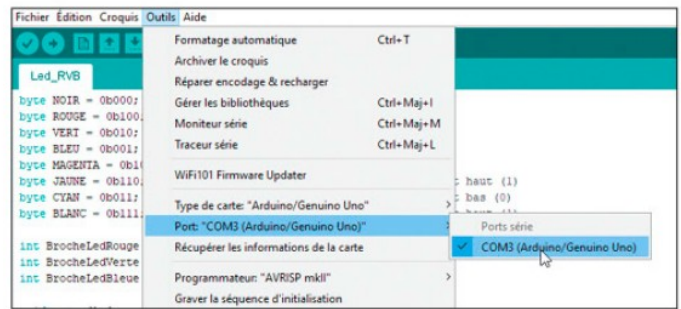 Fichier Édition Croquis Outils Aide
Formatage automatique Ctrl+T
Archiver le croquis
Réparer encodage & recharger
Gérer les bibliothèques Ctrl+Maj+I
Moniteur série Ctrl+Maj+M
Traceur série Ctrl+Maj+L
WiFi101 Firmware Updater
Type de carte: "Arduino/Genuino Uno"
Port: "COM3 (Arduino/Genuino Uno)"
Récupérer les informations de la carte
Programmateur: "AVRISP mkII"
Graver la séquence d'initialisation
Ports série
COM3 (Arduino/Genuino Uno)
Led_RVB
byte NOIR = 0b000;
byte ROUGE = 0b100
byte VERT = 0b010;
byte BLEU = 0b001;
byte MAGENTA = 0b10
byte JAUNE = 0b110 haut (1)
byte CYAN = 0b011; bas (0)
byte BLANC = 0b111
int BrocheLedRouge
int BrocheLedVerte
int BrocheLedBleue